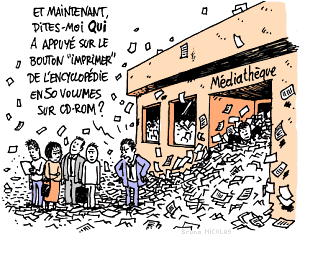 ET MAINTENANT,
DITES-MOI QUI
A APPUYÉ SUR LE
BOUTON "IMPRIMER"
DE L'ENCYCLOPÉDIE
EN 50 VOLUMES
SUR CD-ROM ?
Médiathèque